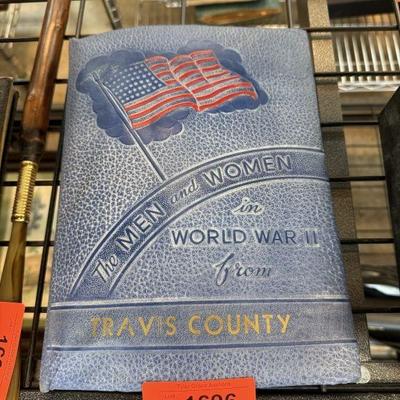 The MEN and WOMEN
in
WORLD WAR II
from
TRAVIS COUNTY